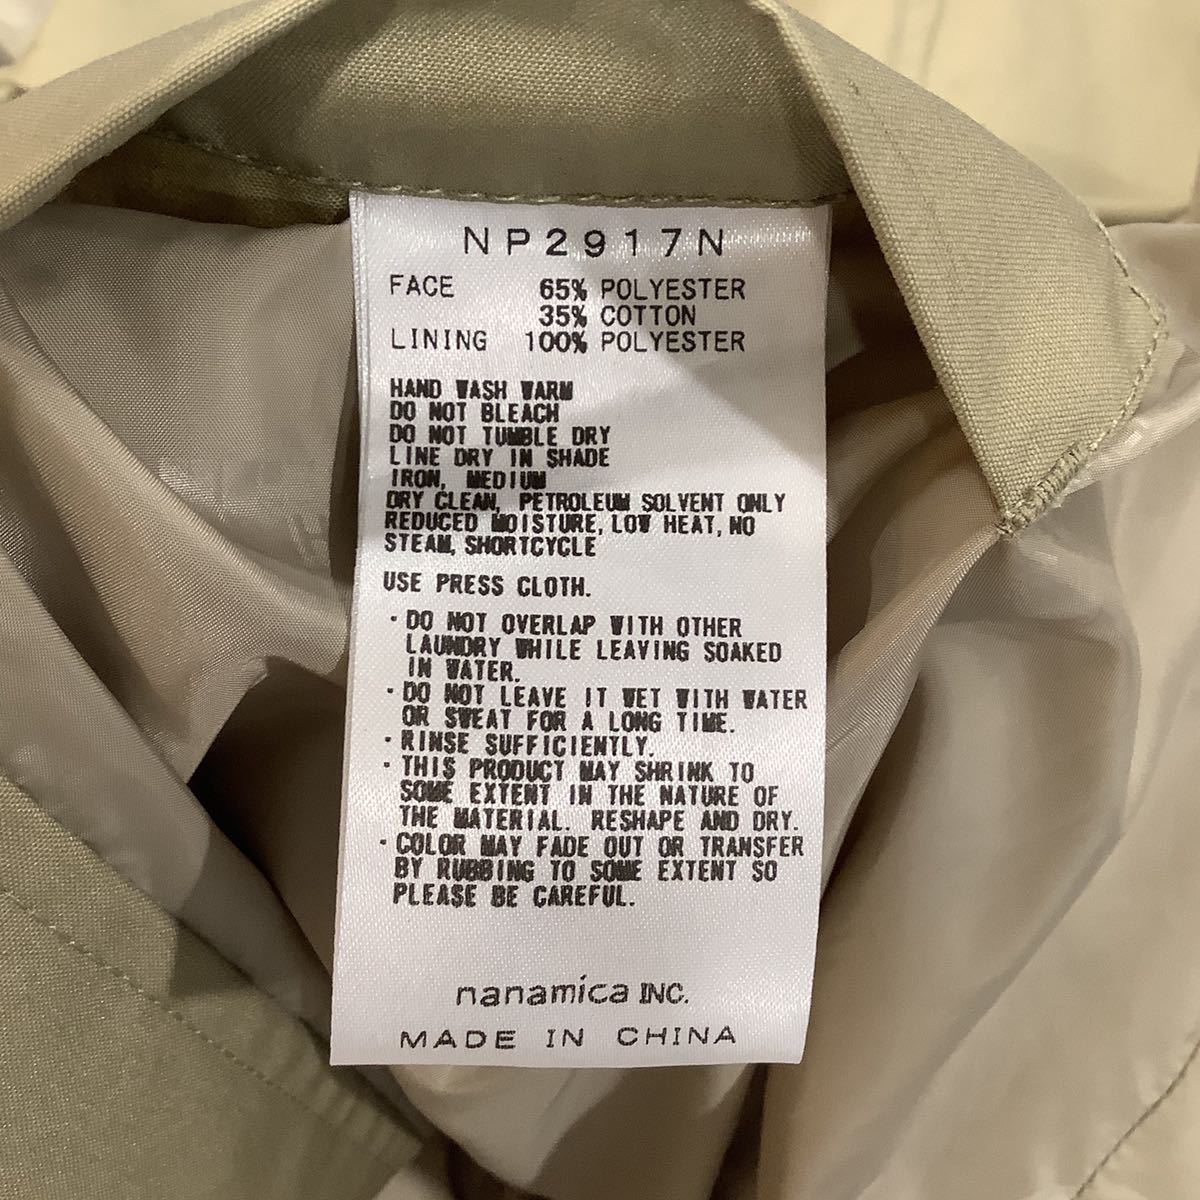 NP2917N
FACE 65% POLYESTER
35% COTTON
LINING 100% POLYESTER
HAND WASH WARM
DO NOT BLEACH
DO NOT TUMBLE DRY
LINE DRY IN SHADE
IRON, MEDIUM
DRY CLEAN, PETROLEUM SOLVENT ONLY
REDUCED MOISTURE, LOW HEAT, NO
STEAM, SHORTCYCLE
USE PRESS CLOTH.
・DO NOT OVERLAP WITH OTHER
LAUNDRY WHILE LEAVING SOAKED
IN WATER.
・DO NOT LEAVE IT WET WITH WATER
OR SWEAT FOR A LONG TIME.
・RINSE SUFFICIENTLY.
・THIS PRODUCT MAY SHRINK TO
SOME EXTENT IN THE NATURE OF
THE MATERIAL. RESHAPE AND DRY.
・COLOR MAY FADE OUT OR TRANSFER
BY RUBBING TO SOME EXTENT SO
PLEASE BE CAREFUL.
nanamica INC.
MADE IN CHINA